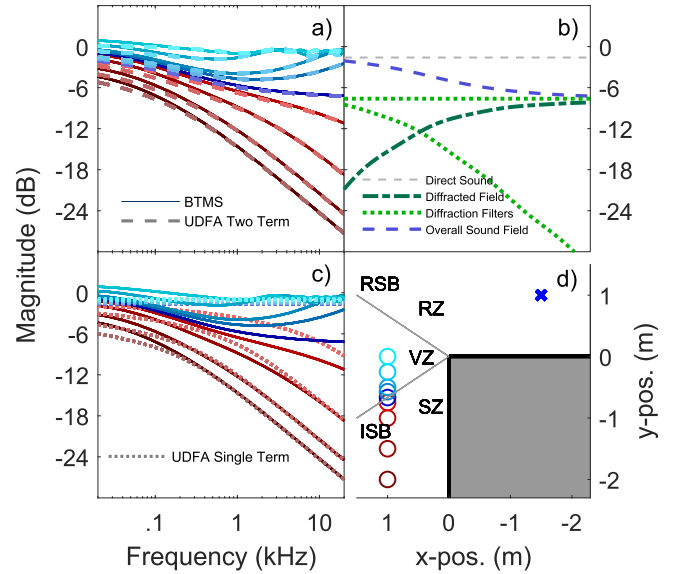 a)
b)
0
-6
-12
-18
-24
0
-6
-12
-18
-24
Magnitude (dB)
BTMS
UDFA Two Term
Direct Sound
Diffracted Field
Diffraction Filters
Overall Sound Field
c)
d)
0
-6
-12
-18
-24
UDFA Single Term
RSB
RZ
VZ
SZ
ISB
1
0
-1
-2
y-pos. (m)
.1
1
10
1
0
-1
-2
Frequency (kHz)
x-pos. (m)